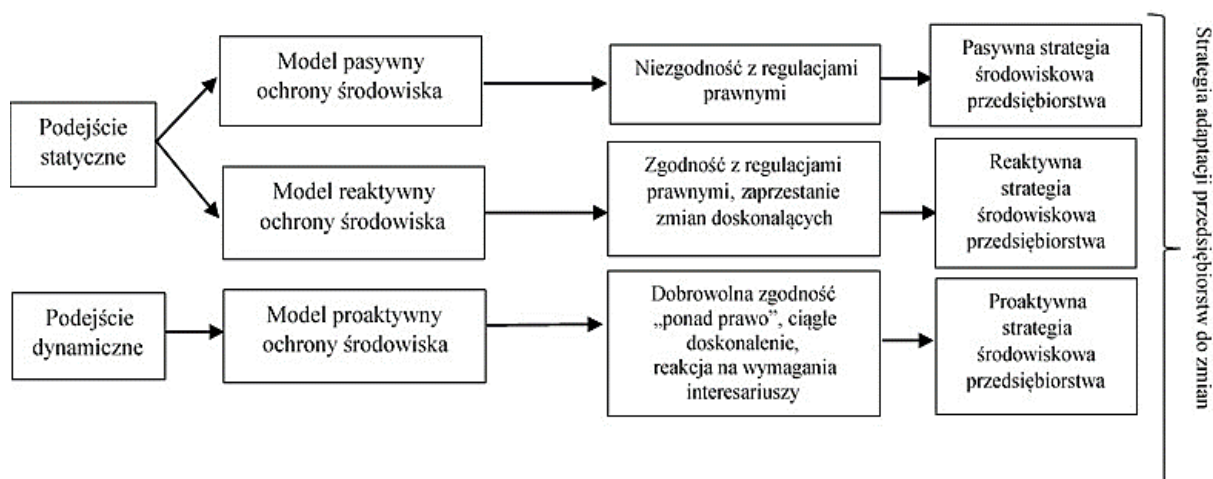 Podejście
statyczne
Model pasywny
ochrony środowiska
Niezgodność z regulacjami
prawnymi
Pasywna strategia
środowiskowa
przedsiębiorstwa
Model reaktywny
ochrony środowiska
Zgodność z regulacjami
prawnymi, zaprzestanie
zmian doskonalących
Reaktywna
strategia
środowiskowa
przedsiębiorstwa
Podejście
dynamiczne
Model proaktywny
ochrony środowiska
Dobrowolna zgodność
„ponad prawo”, ciągłe
doskonalenie,
reakcja na wymagania
interesariuszy
Proaktywna
strategia
środowiskowa
przedsiębiorstwa
Strategia adaptacji przedsiębiorstw do zmian